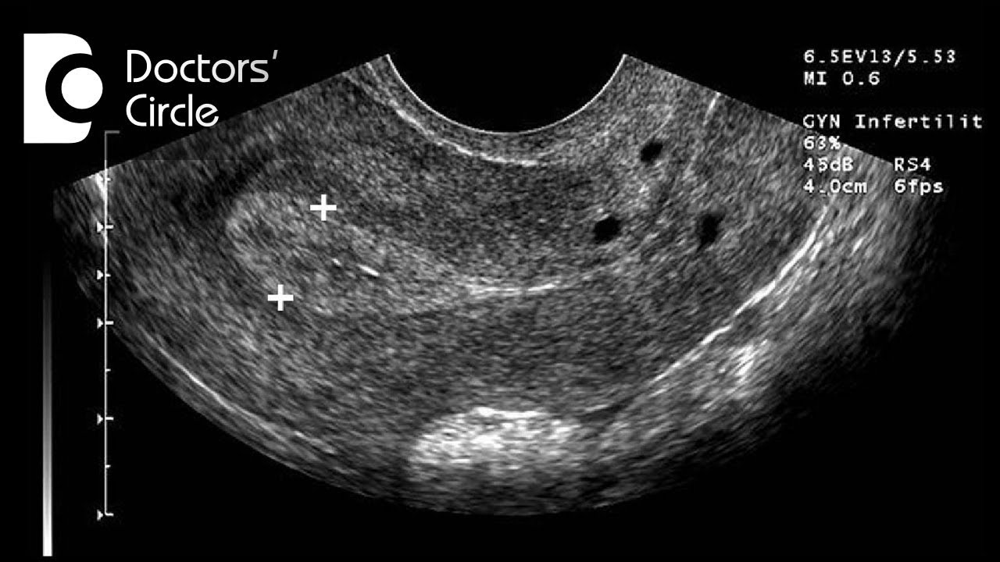 Doctors'
Circle
6.5EV13/5.53
MI 0.6
GYN Infertilit
63%
45dB RS4
4.0cm 6fps